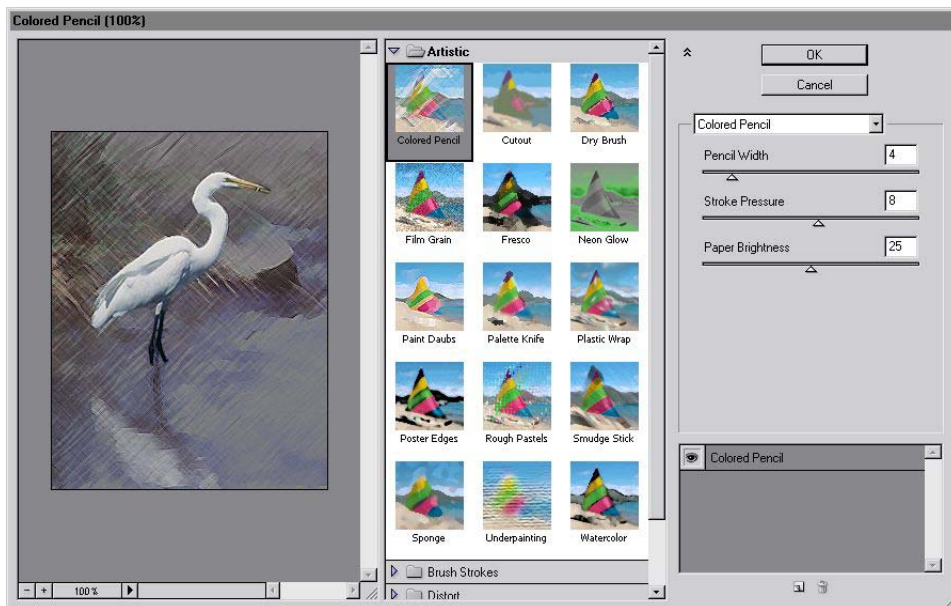 Colored Pencil (100%)
Artistic
Colored Pencil
Cutout
Dry Brush
Film Grain
Fresco
Neon Glow
Paint Daubs
Palette Knife
Plastic Wrap
Poster Edges
Rough Pastels
Smudge Stick
Sponge
Underpainting
Watercolor
Brush Strokes
Distort
- + 100 %
OK
Cancel
Colored Pencil
Pencil Width 4
Stroke Pressure 8
Paper Brightness 25
Colored Pencil